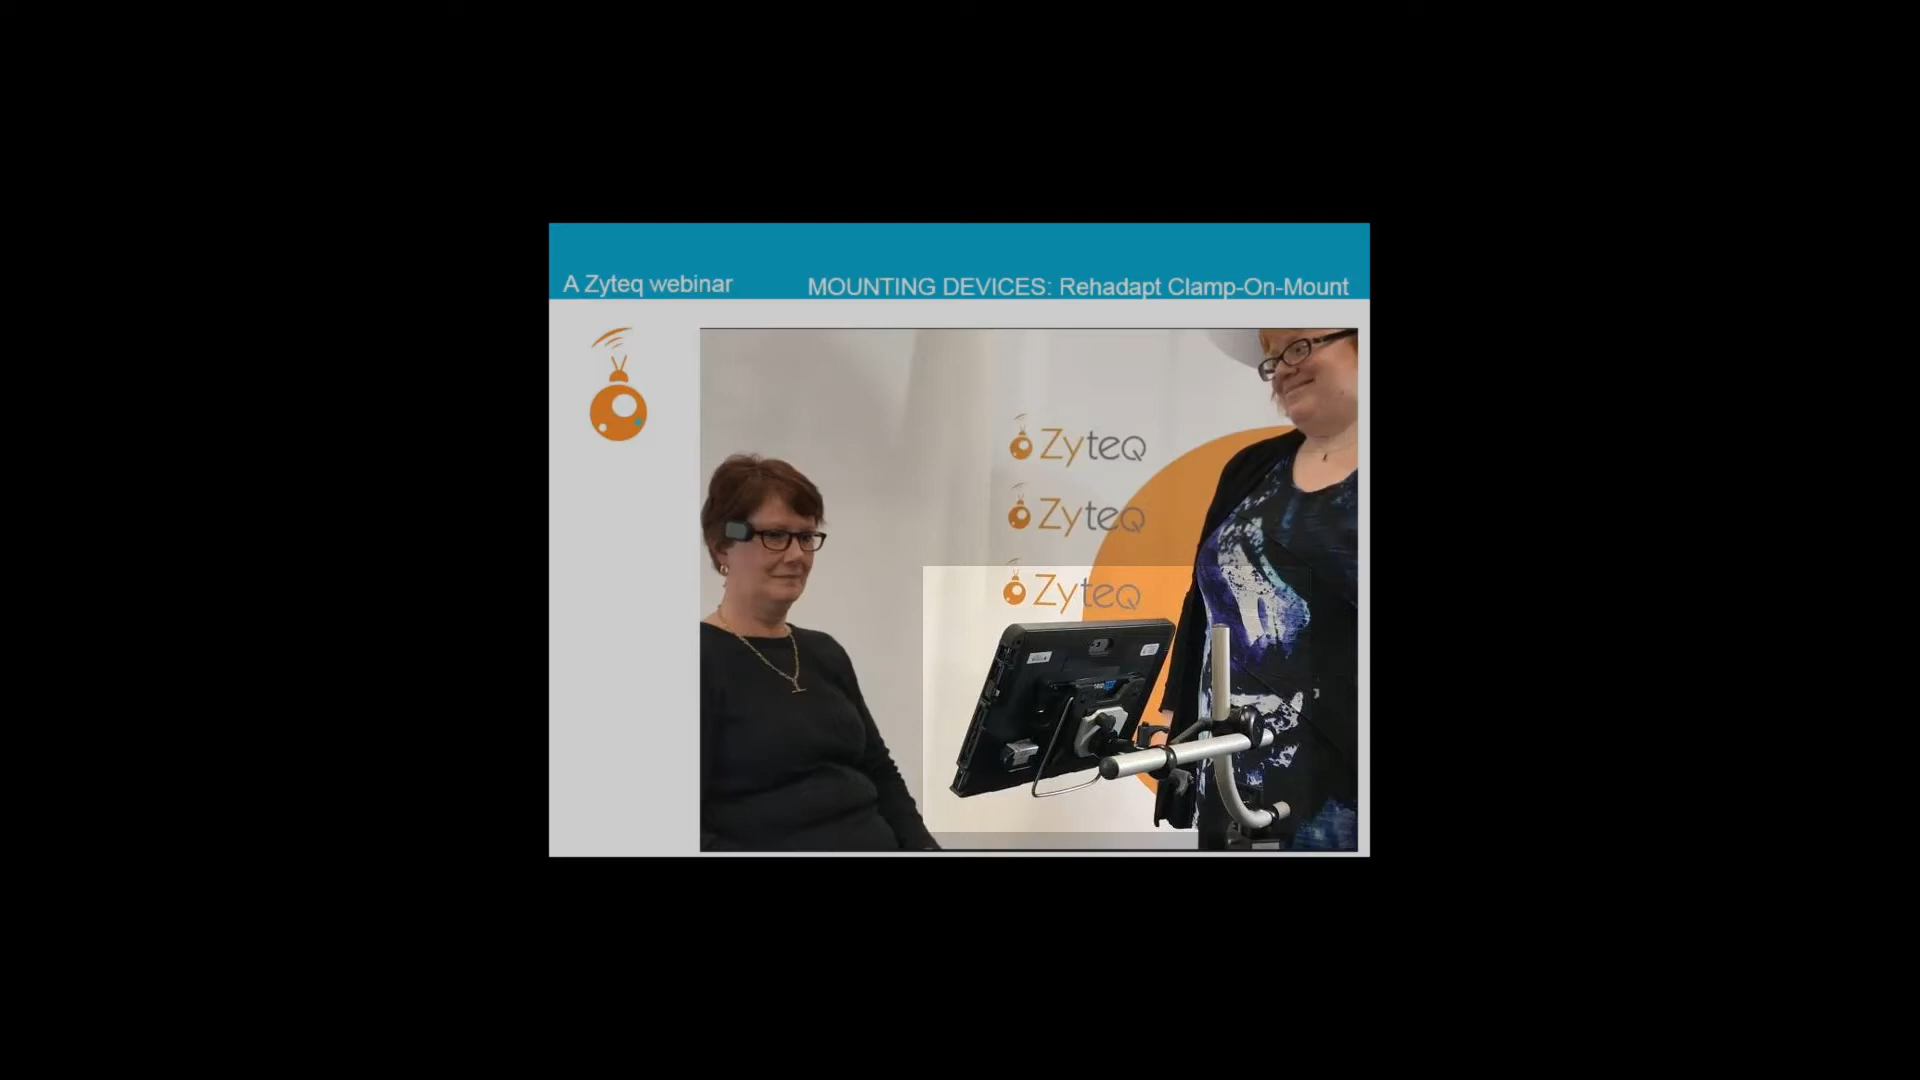 A Zyteq webinar
MOUNTING DEVICES: Rehadapt Clamp-On-Mount
Zyteq
Zyteq
Zyteq